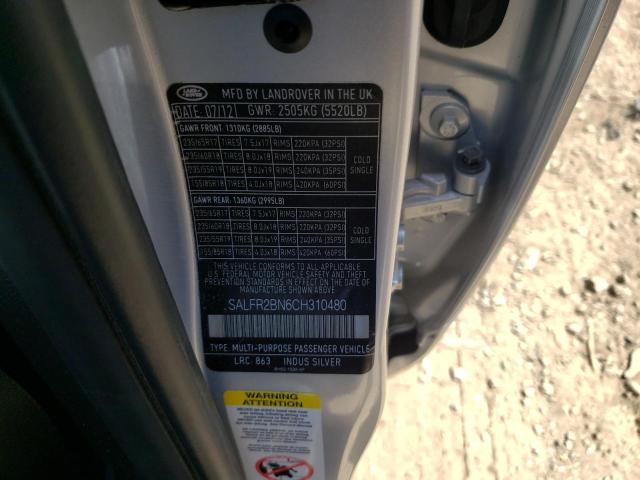 LAND ROVER
MFD BY LANDROVER IN THE UK
DATE: 07/12 GWR: 2505KG (5520LB)
GAWR FRONT: 1310KG (2885LB)
235/65R17 TIRES 7.5Jx17 RIMS 220KPA (32PSI)
235/60R18 TIRES 8.0Jx18 RIMS 220KPA (32PSI)
235/55R19 TIRES 8.0Jx19 RIMS 240KPA (35PSI)
155/85R18 TIRES 4.0Jx18 RIMS 420KPA (60PSI)
COLD
SINGLE
GAWR REAR: 1360KG (2995LB)
235/65R17 TIRES 7.5Jx17 RIMS 220KPA (32PSI)
235/60R18 TIRES 8.0Jx18 RIMS 220KPA (32PSI)
235/55R19 TIRES 8.0Jx19 RIMS 240KPA (35PSI)
155/85R18 TIRES 4.0Jx18 RIMS 420KPA (60PSI)
COLD
SINGLE
THIS VEHICLE CONFORMS TO ALL APPLICABLE
U.S. FEDERAL MOTOR VEHICLE SAFETY AND THEFT
PREVENTION STANDARDS IN EFFECT ON THE DATE
OF MANUFACTURE SHOWN ABOVE.
SALFR2BN6CH310480
TYPE: MULTI-PURPOSE PASSENGER VEHICLE
LRC: 863 INDUS SILVER
WARNING
ATTENTION